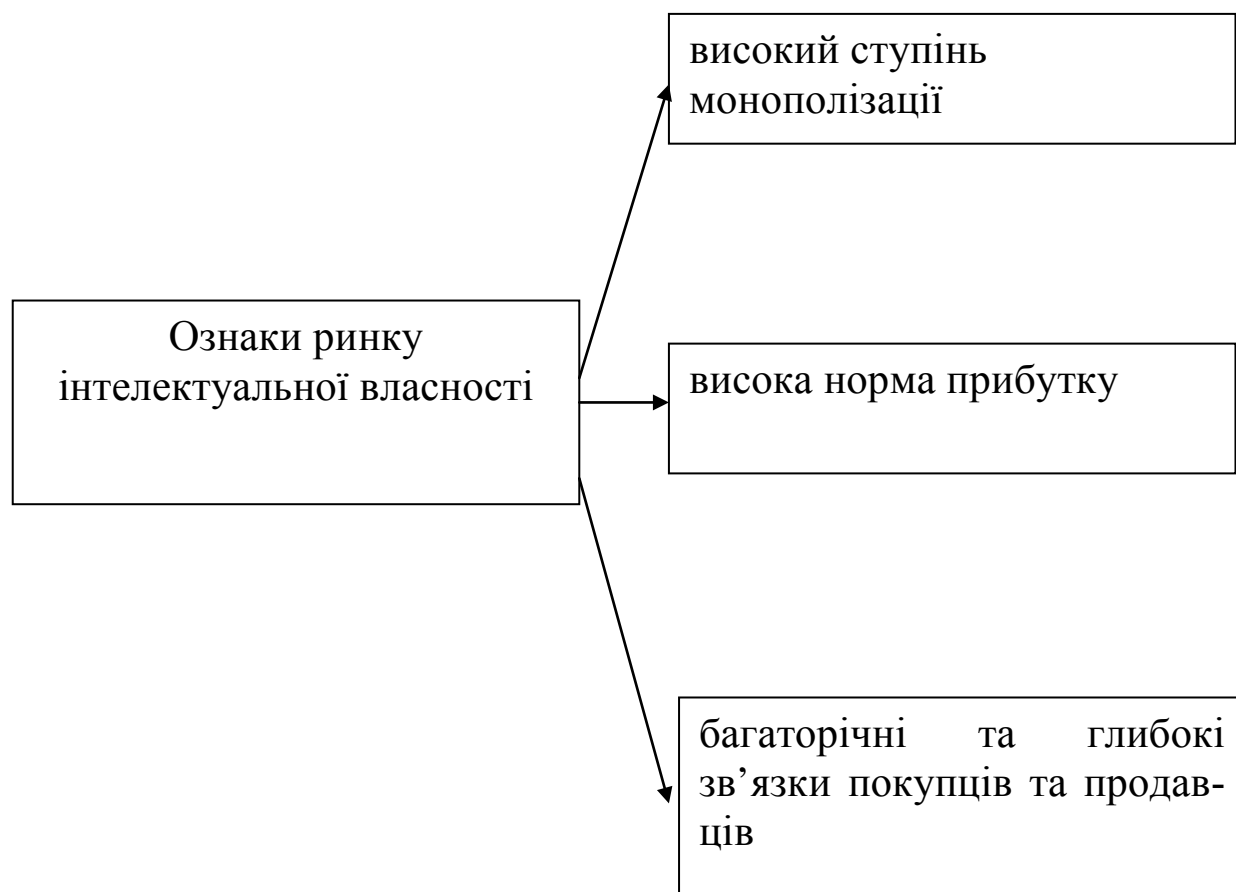 високий ступінь
монополізації
Ознаки ринку
інтелектуальної власності
висока норма прибутку
багаторічні та глибокі
зв’язки покупців та продав-
ців